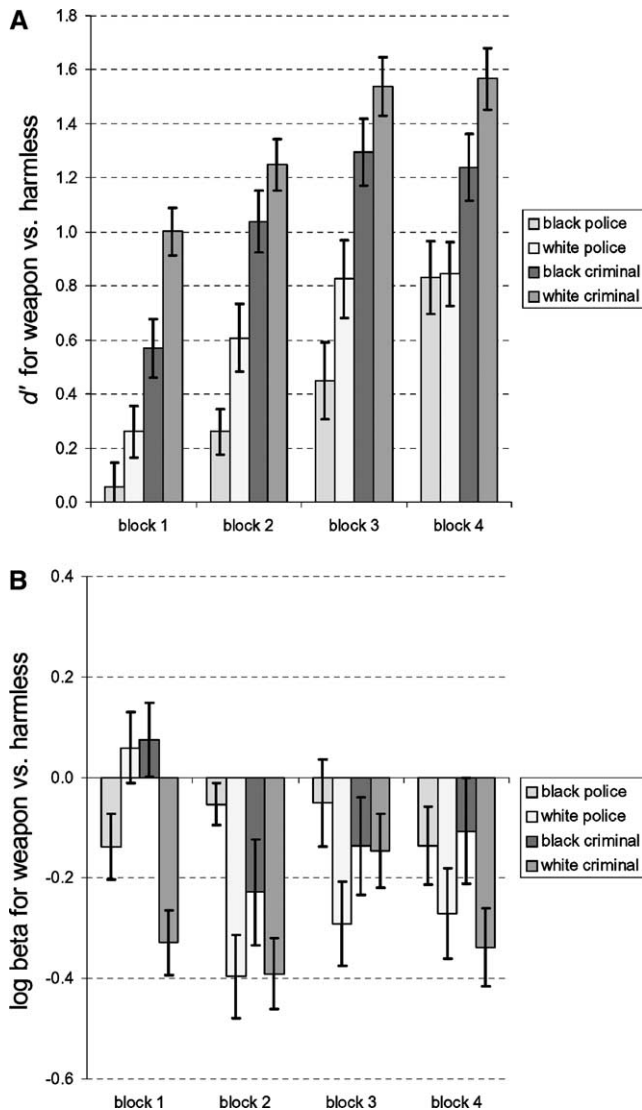 A
d' for weapon vs. harmless
1.8
1.6
1.4
1.2
1.0
0.8
0.6
0.4
0.2
0.0
block 1 block 2 block 3 block 4
black police
white police
black criminal
white criminal
B
log beta for weapon vs. harmless
0.4
0.2
0.0
-0.2
-0.4
-0.6
block 1 block 2 block 3 block 4
black police
white police
black criminal
white criminal